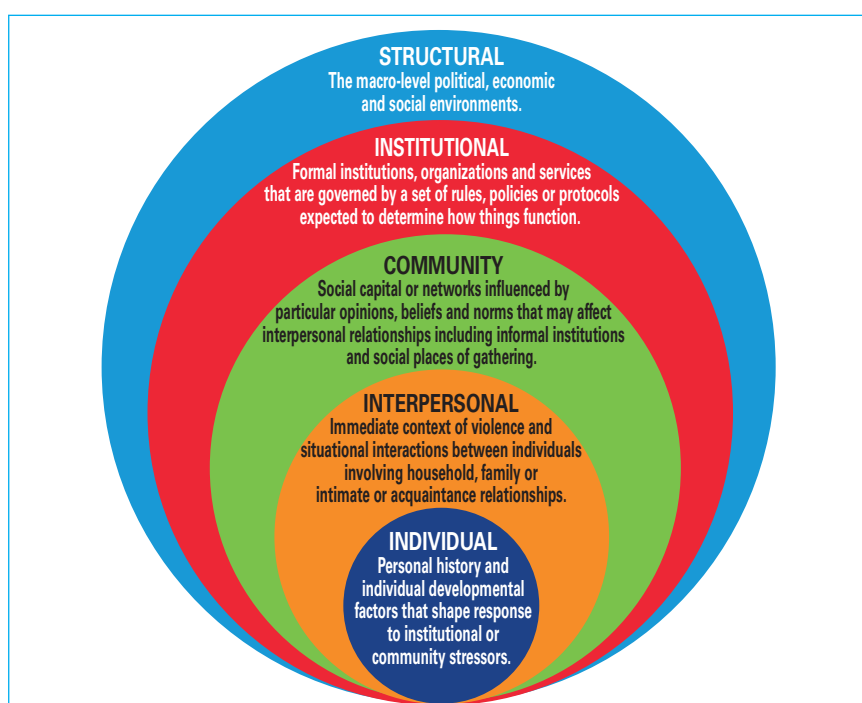 STRUCTURAL
The macro-level political, economic
and social environments.
INSTITUTIONAL
Formal institutions, organizations and services
that are governed by a set of rules, policies or protocols
expected to determine how things function.
COMMUNITY
Social capital or networks influenced by
particular opinions, beliefs and norms that may affect
interpersonal relationships including informal institutions
and social places of gathering.
INTERPERSONAL
Immediate context of violence and
situational interactions between individuals
involving household, family or
intimate or acquaintance relationships.
INDIVIDUAL
Personal history and
individual developmental
factors that shape response
to institutional or
community stressors.